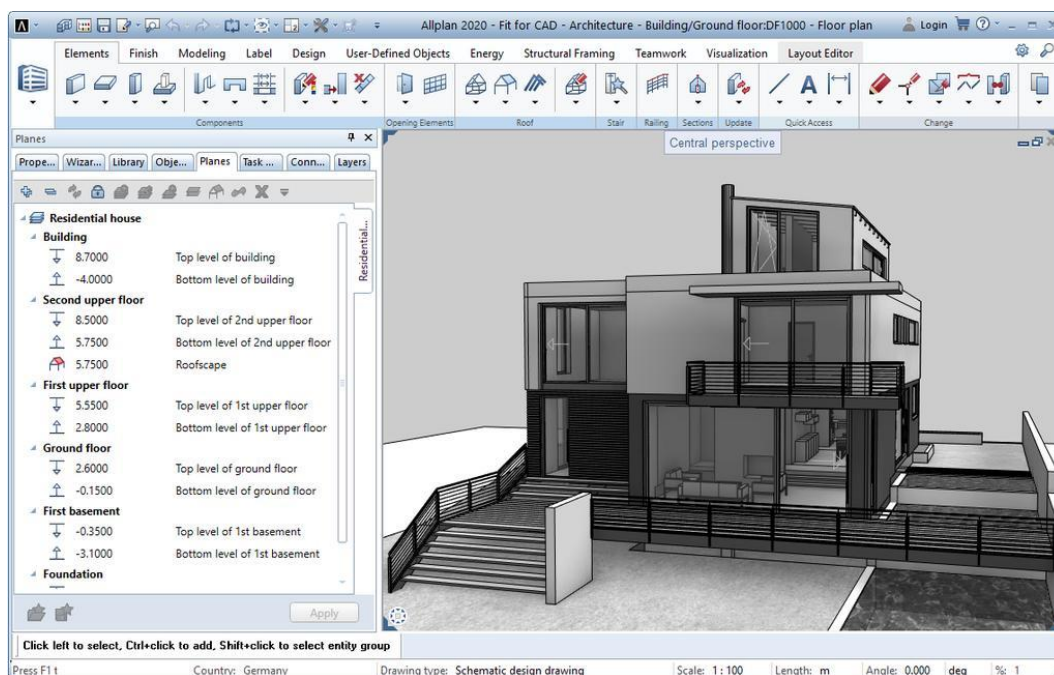 Allplan 2020 - Fit for CAD - Architecture - Building/Ground floor:DF1000 - Floor plan
Login
Elements Finish Modeling Label Design User-Defined Objects Energy Structural Framing Teamwork Visualization Layout Editor
Components Opening Elements Roof Stair Railing Sections Update Quick Access Change
Planes
Central perspective
Prope... Wizar... Library Obje... Planes Task ... Conn... Layers
Residential house
Residential...
Building
8.7000 Top level of building
-4.0000 Bottom level of building
Second upper floor
8.5000 Top level of 2nd upper floor
5.7500 Bottom level of 2nd upper floor
5.7500 Roofscape
First upper floor
5.5500 Top level of 1st upper floor
2.8000 Bottom level of 1st upper floor
Ground floor
2.6000 Top level of ground floor
-0.1500 Bottom level of ground floor
First basement
-0.3500 Top level of 1st basement
-3.1000 Bottom level of 1st basement
Foundation
Apply
Click left to select, Ctrl+click to add, Shift+click to select entity group
Press F1 t Country: Germany Drawing type: Schematic design drawing Scale: 1 : 100 Length: m Angle: 0.000 deg %: 1